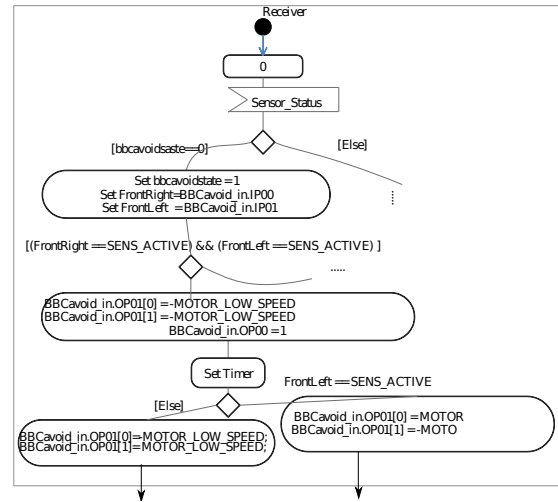 Receiver
0
Sensor_Status
[bbcavoidsaste==0]
[Else]
Set bbcavoidstate = 1
Set FrontRight=BBCavoid_in.IP00
Set FrontLeft =BBCavoid_in.IP01
[(FrontRight ==SENS_ACTIVE) && (FrontLeft ==SENS_ACTIVE) ]
.....
.....
BBCavoid_in.OP01[0] =-MOTOR_LOW_SPEED
BBCavoid_in.OP01[1] =-MOTOR_LOW_SPEED
BBCavoid_in.OP00 =1
Set Timer
FrontLeft ==SENS_ACTIVE
[Else]
BBCavoid_in.OP01[0] =MOTOR
BBCavoid_in.OP01[1] =-MOTO
BBCavoid_in.OP01[0]=-MOTOR_LOW_SPEED;
BBCavoid_in.OP01[1]=MOTOR_LOW_SPEED;